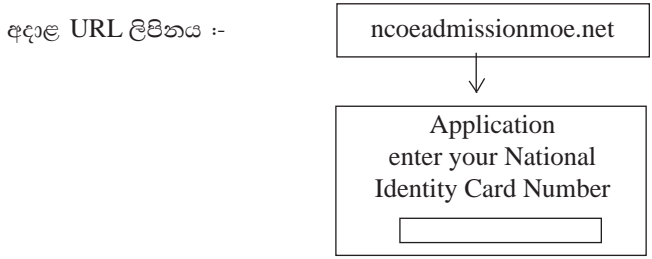 අදාළ URL ලිපිනය :-
ncoeadmissionmoe.net
Application
enter your National
Identity Card Number